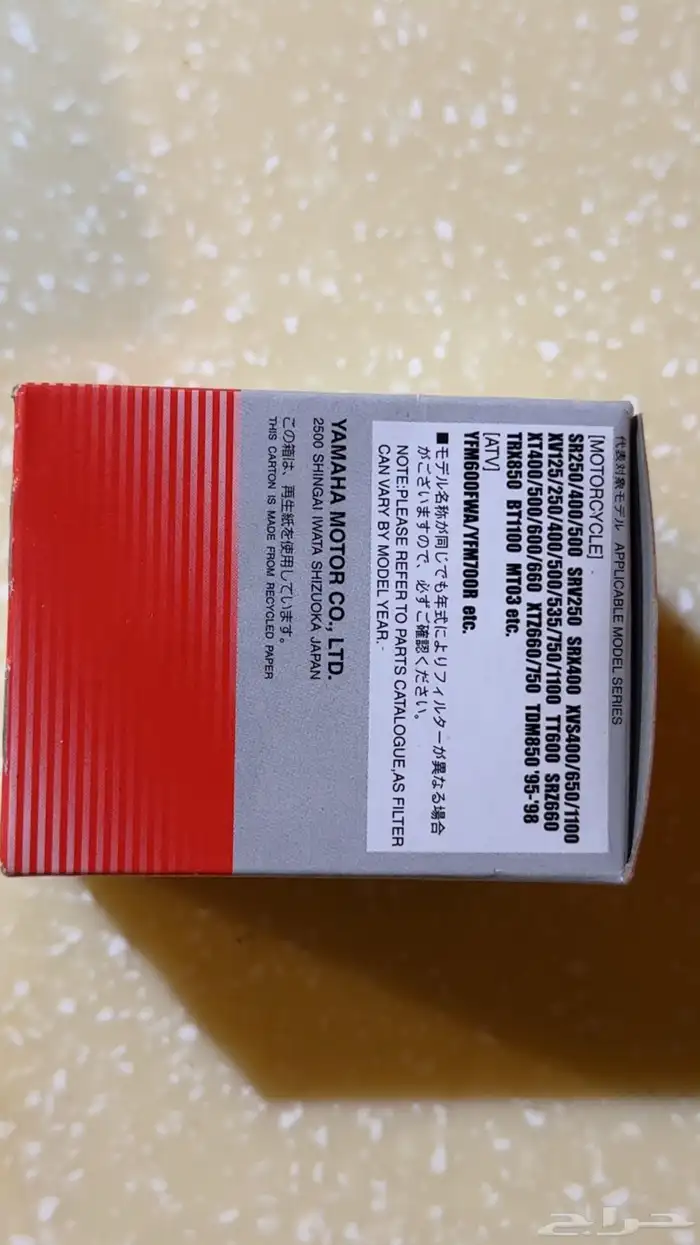 代表対象モデル APPLICABLE MODEL SERIES
[MOTORCYCLE]
SR250/400/500 SRV250 SRX400 XVS400/650/1100
XV125/250/400/500/535/750/1100 TT600 SRZ660
XT400/500/600/660 XTZ660/750 TDM850 '95-'98
TRX850 BT1100 MT03 etc.
[ATV]
YFM600FWA/YFM700R etc.
■モデル名称が同じでも年式によりフィルターが異なる場合
がございますので、必ずご確認ください。
NOTE:PLEASE REFER TO PARTS CATALOGUE,AS FILTER
CAN VARY BY MODEL YEAR.
YAMAHA MOTOR CO., LTD.
2500 SHINGAI IWATA SHIZUOKA JAPAN
この箱は、再生紙を使用しています。
THIS CARTON IS MADE FROM RECYCLED PAPER
حراج